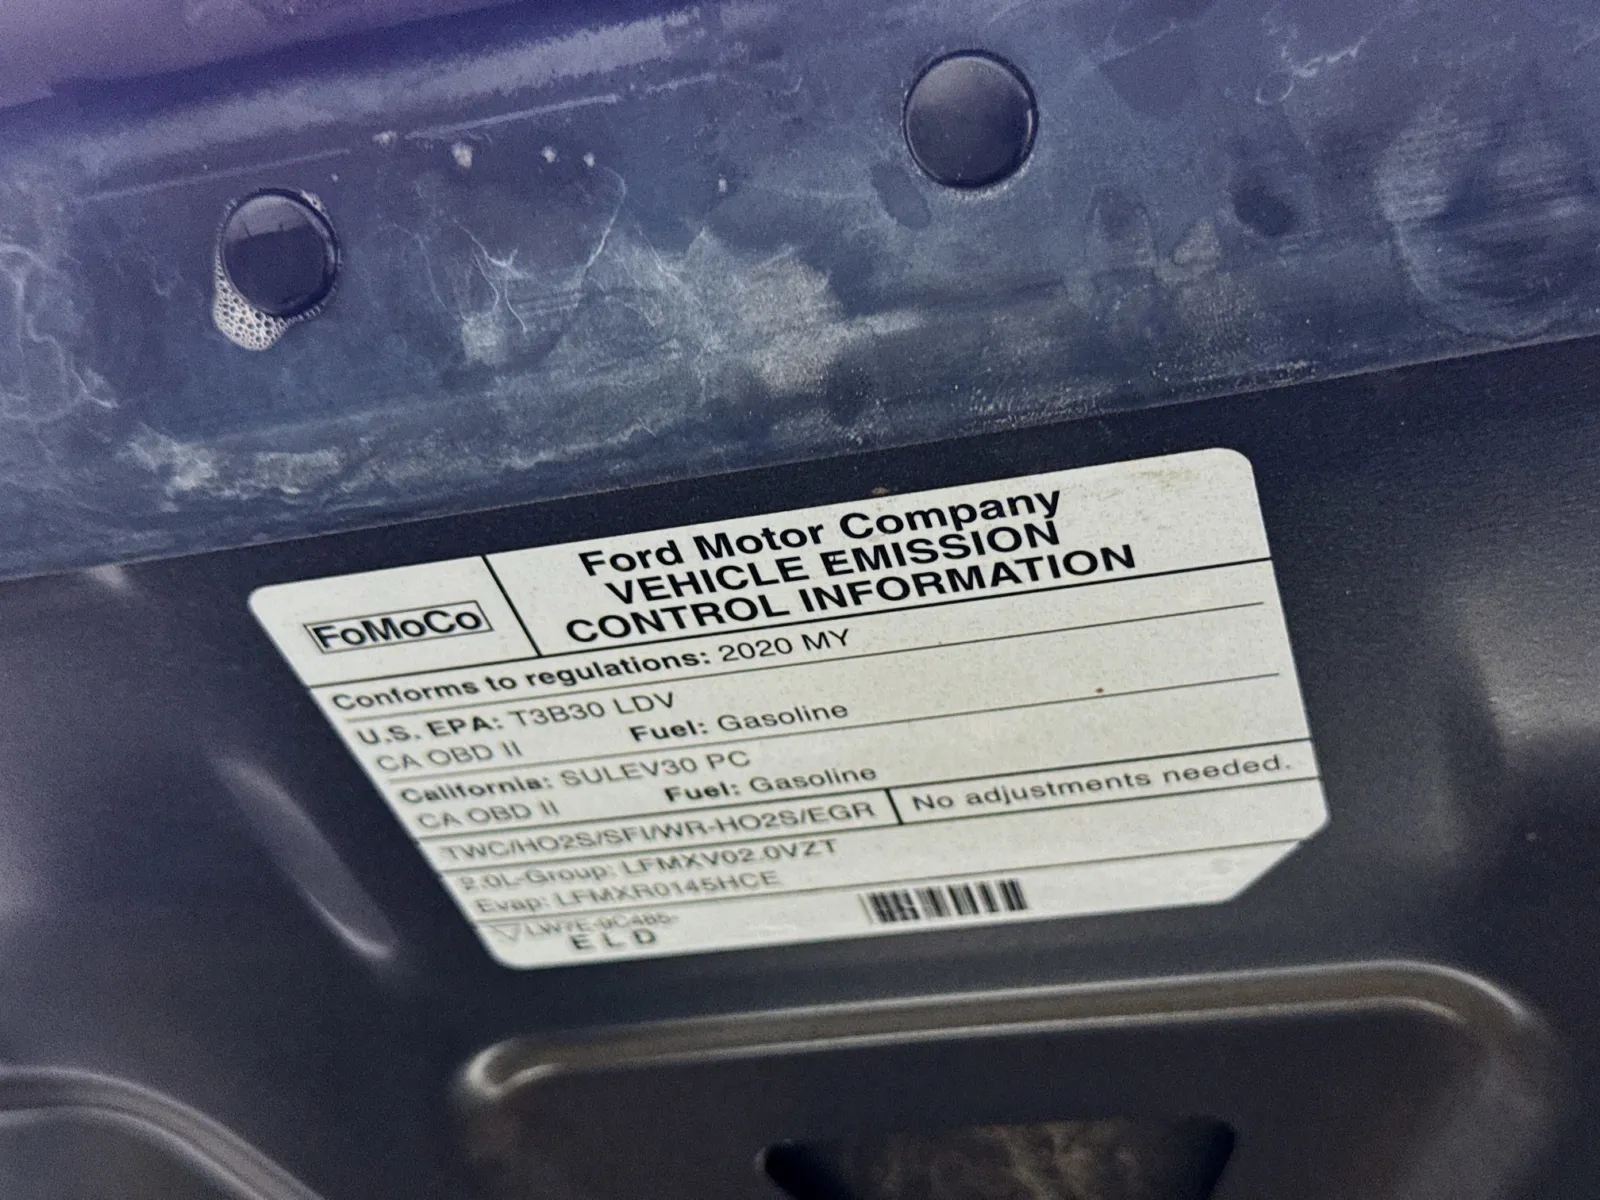 FoMoCo
Ford Motor Company
VEHICLE EMISSION
CONTROL INFORMATION
Conforms to regulations: 2020 MY
U.S. EPA: T3B30 LDV
CA OBD II Fuel: Gasoline
California: SULEV30 PC
CA OBD II Fuel: Gasoline
TWC/HO2S/SFI/WR-HO2S/EGR No adjustments needed.
2.0L-Group: LFMXV02.0VZT
Evap: LFMXR0145HCE
LW7E-9C485-
E L D